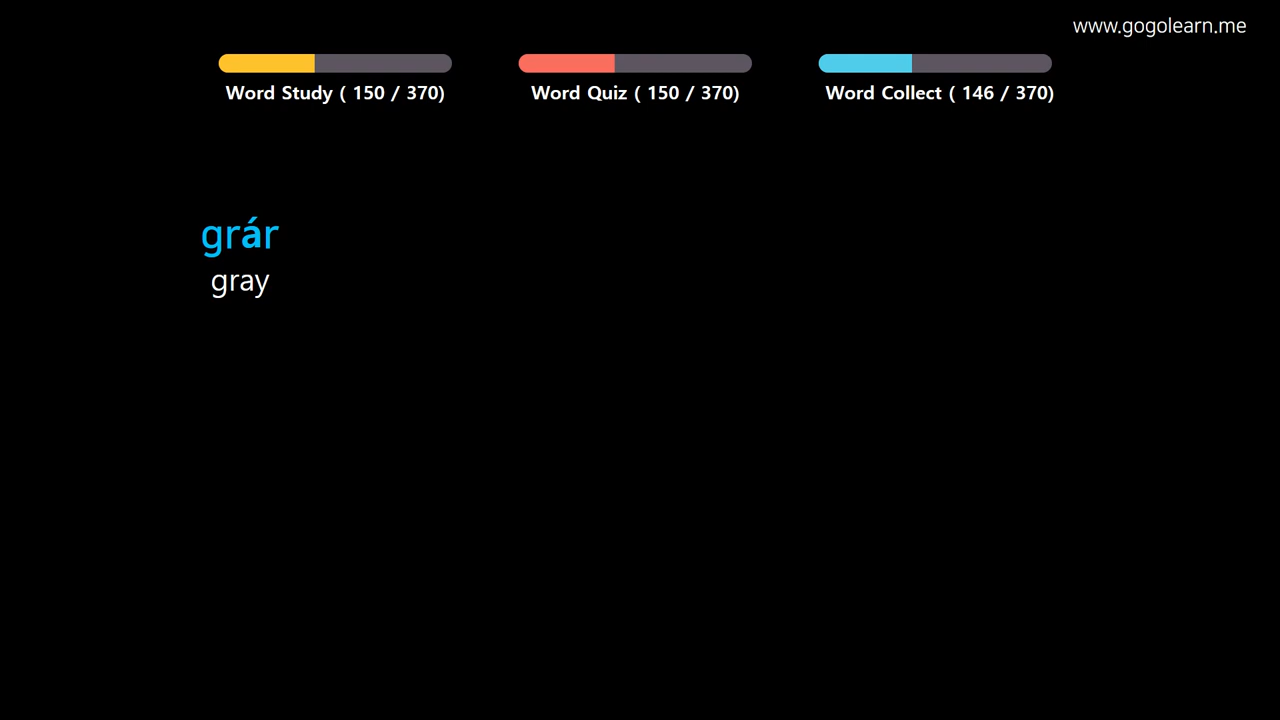 www.gogolearn.me
Word Study ( 150 / 370)
Word Quiz ( 150 / 370)
Word Collect ( 146 / 370)
grár
gray